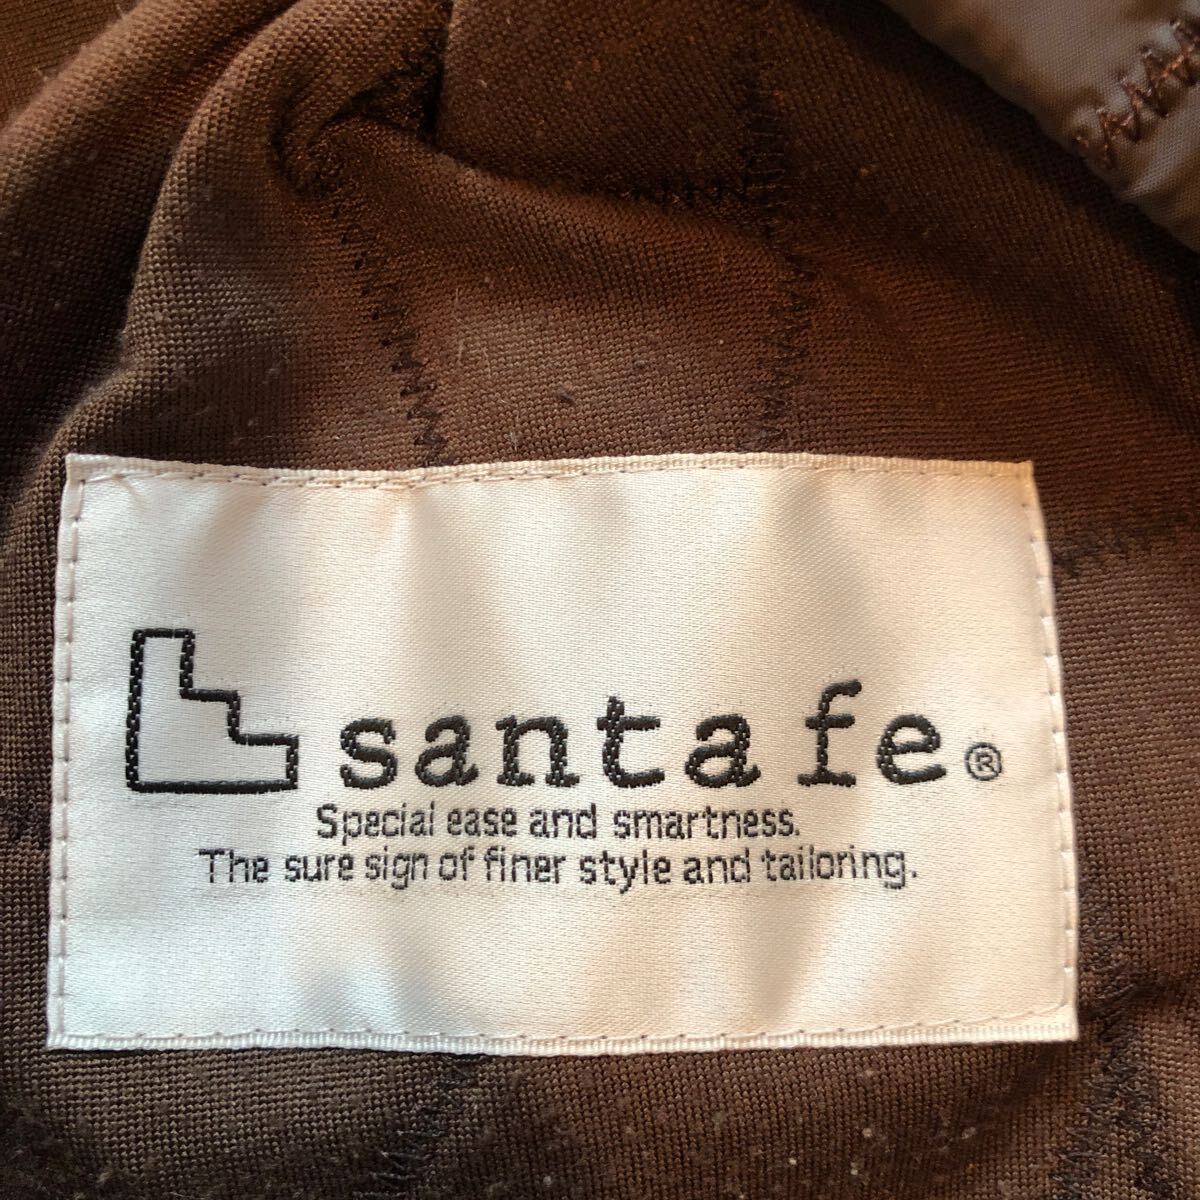 santa fe®
Special ease and smartness.
The sure sign of finer style and tailoring.